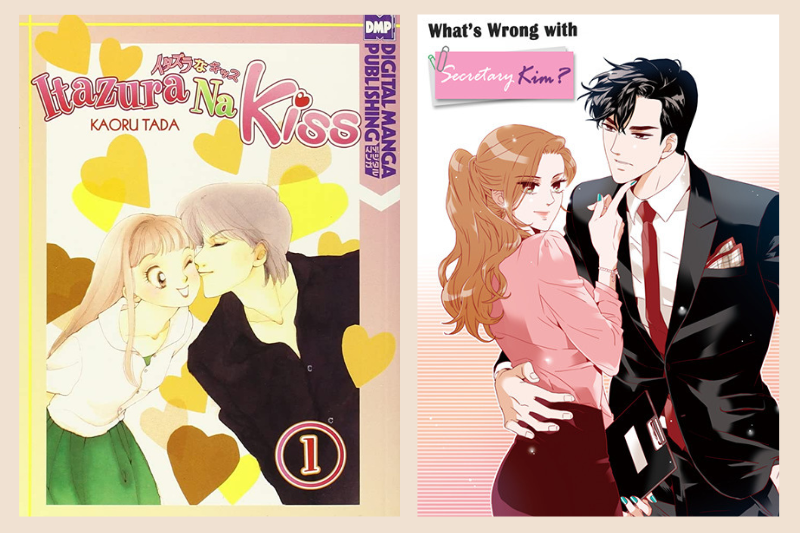 DMP
DIGITAL MANGA
PUBLISHING
イタズラなキッス
Itazura Na Kiss
KAORU TADA
1
What's Wrong with
Secretary Kim?